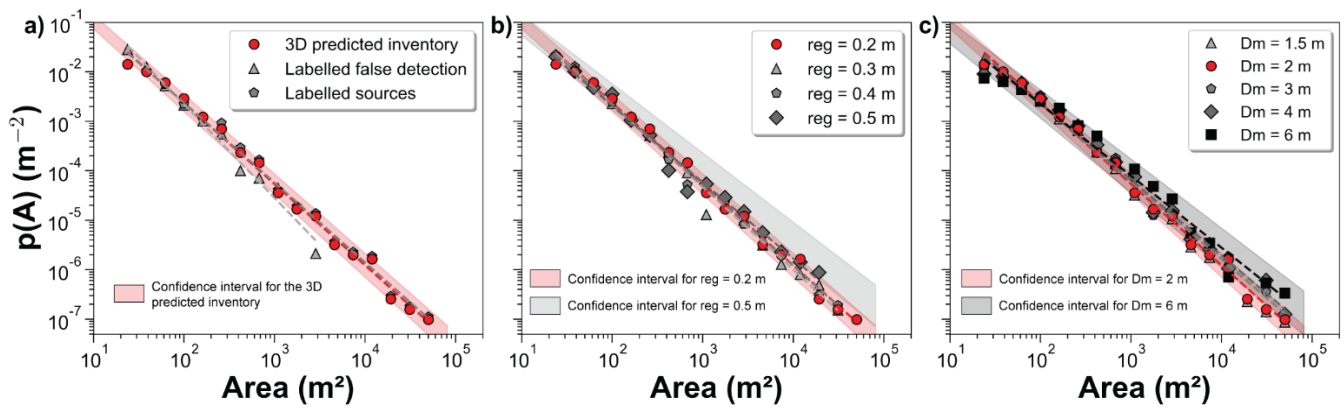 a)
3D predicted inventory
Labelled false detection
Labelled sources
Confidence interval for the 3D
predicted inventory
p(A) (m⁻²)
10⁻¹
10⁻²
10⁻³
10⁻⁴
10⁻⁵
10⁻⁶
10⁻⁷
10¹ 10² 10³ 10⁴ 10⁵
Area (m²)
b)
reg = 0.2 m
reg = 0.3 m
reg = 0.4 m
reg = 0.5 m
Confidence interval for reg = 0.2 m
Confidence interval for reg = 0.5 m
10¹ 10² 10³ 10⁴ 10⁵
Area (m²)
c)
Dm = 1.5 m
Dm = 2 m
Dm = 3 m
Dm = 4 m
Dm = 6 m
Confidence interval for Dm = 2 m
Confidence interval for Dm = 6 m
10¹ 10² 10³ 10⁴ 10⁵
Area (m²)